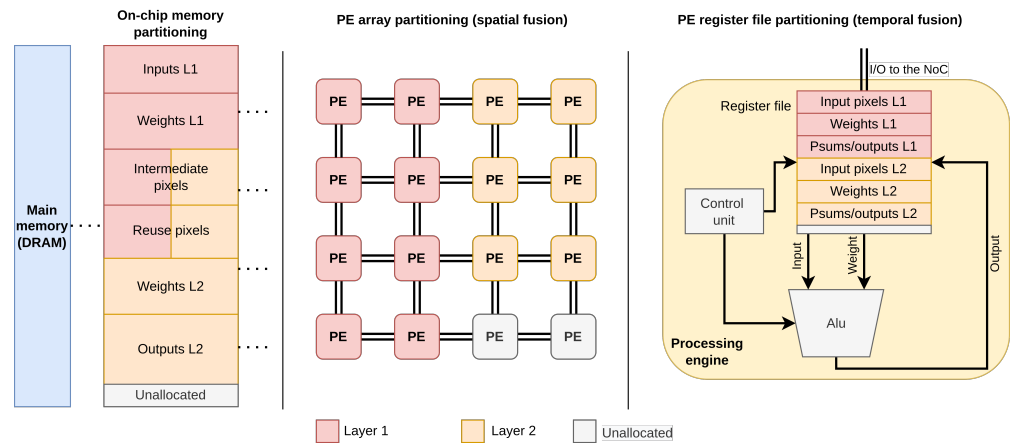 On-chip memory
partitioning
PE array partitioning (spatial fusion)
PE register file partitioning (temporal fusion)
Main
memory
(DRAM)
Inputs L1
Weights L1
Intermediate
pixels
Reuse pixels
Weights L2
Outputs L2
Unallocated
PE PE PE PE
PE PE PE PE
PE PE PE PE
PE PE PE PE
I/O to the NoC
Register file
Input pixels L1
Weights L1
Psums/outputs L1
Input pixels L2
Weights L2
Psums/outputs L2
Control
unit
Input
Weight
Output
Alu
Processing
engine
Layer 1
Layer 2
Unallocated